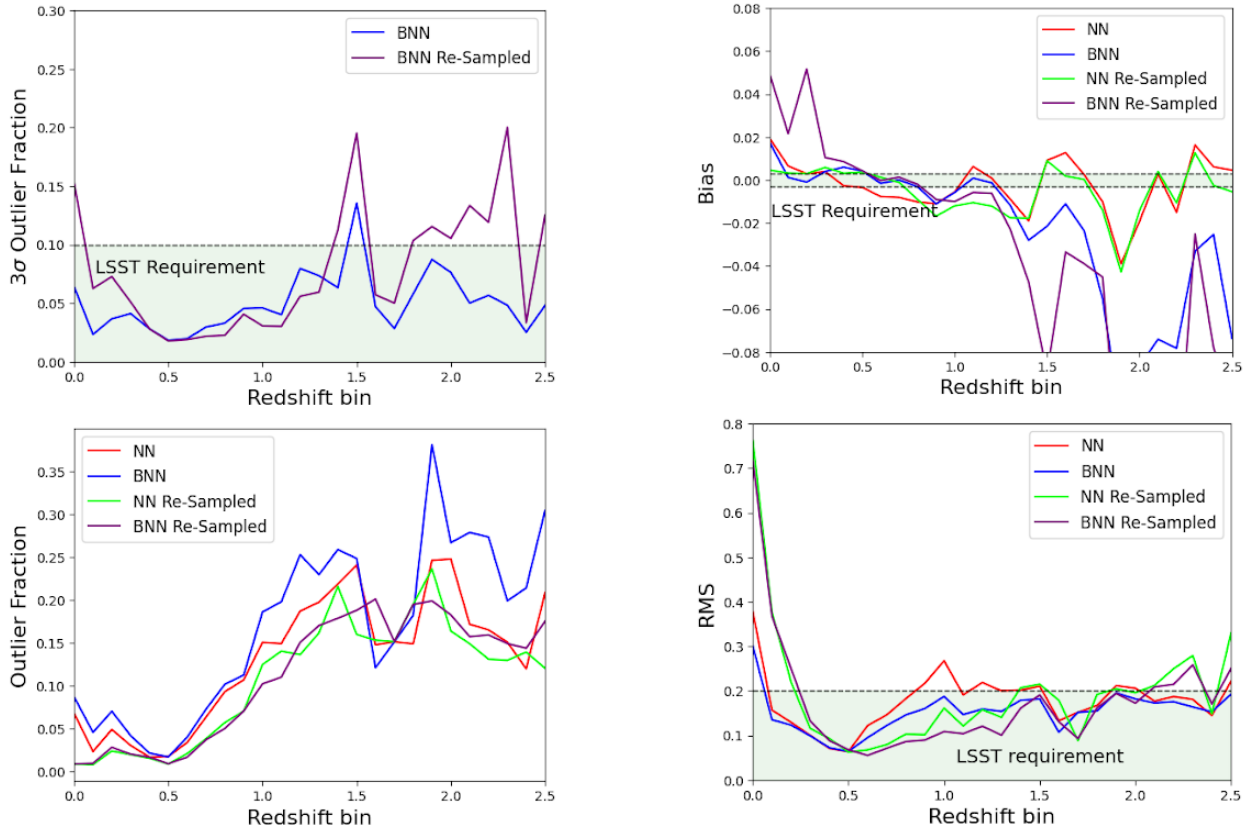 0.30
0.25
0.20
0.15
0.10
0.05
0.00
3σ Outlier Fraction
BNN
BNN Re-Sampled
LSST Requirement
0.0 0.5 1.0 1.5 2.0 2.5
Redshift bin
0.08
0.06
0.04
0.02
0.00
−0.02
−0.04
−0.06
−0.08
Bias
NN
BNN
NN Re-Sampled
BNN Re-Sampled
LSST Requirement
0.0 0.5 1.0 1.5 2.0 2.5
Redshift bin
0.35
0.30
0.25
0.20
0.15
0.10
0.05
0.00
Outlier Fraction
NN
BNN
NN Re-Sampled
BNN Re-Sampled
0.0 0.5 1.0 1.5 2.0 2.5
Redshift bin
0.8
0.7
0.6
0.5
0.4
0.3
0.2
0.1
0.0
RMS
NN
BNN
NN Re-Sampled
BNN Re-Sampled
LSST requirement
0.0 0.5 1.0 1.5 2.0 2.5
Redshift bin